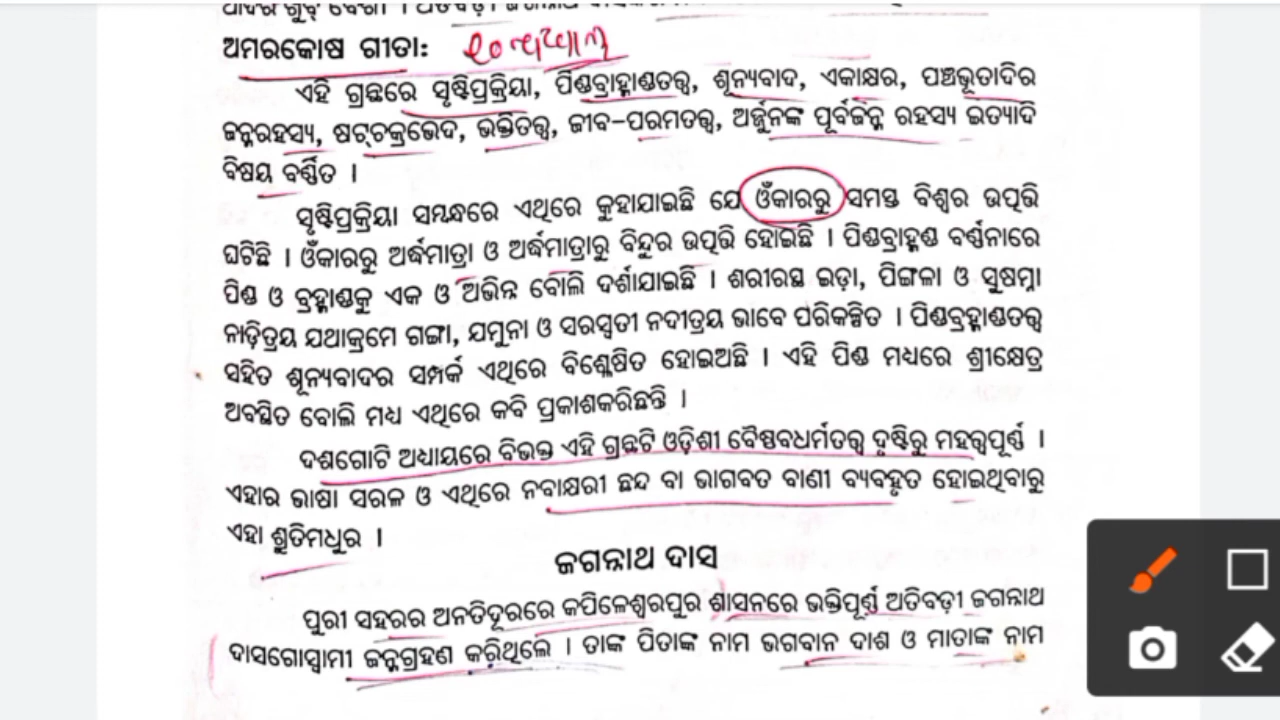 ଅମରକୋଷ ଗୀତା: ୧୦ ଅଧ୍ୟାୟ
ଏହି ଗ୍ରନ୍ଥରେ ସୃଷ୍ଟିପ୍ରକ୍ରିୟା, ପିଣ୍ଡବ୍ରାହ୍ମାଣ୍ଡତତ୍ତ୍ୱ, ଶୂନ୍ୟବାଦ, ଏକାକ୍ଷର, ପଞ୍ଚଭୂତାଦିର
ଜନ୍ମରହସ୍ୟ, ଷଟ୍‌ଚକ୍ରଭେଦ, ଭକ୍ତିତତ୍ତ୍ୱ, ଜୀବ-ପରମତତ୍ତ୍ୱ, ଅର୍ଜ୍ଜୁନଙ୍କ ପୂର୍ବଜନ୍ମ ରହସ୍ୟ ଇତ୍ୟାଦି
ବିଷୟ ବର୍ଣ୍ଣିତ ।
ସୃଷ୍ଟିପ୍ରକ୍ରିୟା ସମ୍ବନ୍ଧରେ ଏଥିରେ କୁହାଯାଇଛି ଯେ ଓଁକାରରୁ ସମସ୍ତ ବିଶ୍ୱର ଉତ୍ପତ୍ତି
ଘଟିଛି । ଓଁକାରରୁ ଅର୍ଦ୍ଧମାତ୍ରା ଓ ଅର୍ଦ୍ଧମାତ୍ରାରୁ ବିନ୍ଦୁର ଉତ୍ପତ୍ତି ହୋଇଛି । ପିଣ୍ଡବ୍ରାହ୍ମଣ୍ଡ ବର୍ଣ୍ଣନାରେ
ପିଣ୍ଡ ଓ ବ୍ରହ୍ମାଣ୍ଡକୁ ଏକ ଓ ଅଭିନ୍ନ ବୋଲି ଦର୍ଶାଯାଇଛି । ଶରୀରସ୍ଥ ଇଡ଼ା, ପିଙ୍ଗଳା ଓ ସୁଷମ୍ନା
ନାଡ଼ିତ୍ରୟ ଯଥାକ୍ରମେ ଗଙ୍ଗା, ଯମୁନା ଓ ସରସ୍ୱତୀ ନଦୀତ୍ରୟ ଭାବେ ପରିକଳ୍ପିତ । ପିଣ୍ଡବ୍ରହ୍ମାଣ୍ଡତତ୍ତ୍ୱ
ସହିତ ଶୂନ୍ୟବାଦର ସମ୍ପର୍କ ଏଥିରେ ବିଶ୍ଳେଷିତ ହୋଇଅଛି । ଏହି ପିଣ୍ଡ ମଧ୍ୟରେ ଶ୍ରୀକ୍ଷେତ୍ର
ଅବସ୍ଥିତ ବୋଲି ମଧ୍ୟ ଏଥିରେ କବି ପ୍ରକାଶକରିଛନ୍ତି ।
ଦଶଗୋଟି ଅଧ୍ୟାୟରେ ବିଭକ୍ତ ଏହି ଗ୍ରନ୍ଥଟି ଓଡ଼ିଶୀ ବୈଷ୍ଣବଧର୍ମତତ୍ତ୍ୱ ଦୃଷ୍ଟିରୁ ମହତ୍ତ୍ୱପୂର୍ଣ୍ଣ ।
ଏହାର ଭାଷା ସରଳ ଓ ଏଥିରେ ନବାକ୍ଷରୀ ଛନ୍ଦ ବା ଭାଗବତ ବାଣୀ ବ୍ୟବହୃତ ହୋଇଥିବାରୁ
ଏହା ଶ୍ରୁତିମଧୁର ।
ଜଗନ୍ନାଥ ଦାସ
ପୁରୀ ସହରର ଅନତିଦୂରରେ କପିଳେଶ୍ୱରପୁର ଶାସନରେ ଭକ୍ତିପୂର୍ଣ୍ଣ ଅତିବଡ଼ୀ ଜଗନ୍ନାଥ
ଦାସଗୋସ୍ୱାମୀ ଜନ୍ମଗ୍ରହଣ କରିଥିଲେ । ତାଙ୍କ ପିତାଙ୍କ ନାମ ଭଗବାନ ଦାଶ ଓ ମାତାଙ୍କ ନାମ